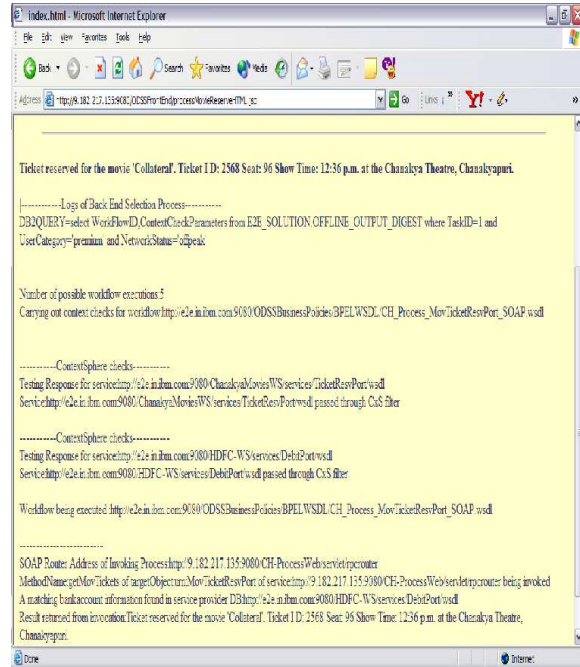 index.html - Microsoft Internet Explorer
File Edit View Favorites Tools Help
Back Search Favorites Media
Address http://9.182.217.135:9080/ODSSFrontEnd/processMovieReserveHTML.jsp Go Links Y!
Ticket reserved for the movie 'Collateral'. Ticket I D: 2568 Seat: 96 Show Time: 12:36 p.m. at the Chanakya Theatre, Chanakyapuri.
|------------Logs of Back End Selection Process-----------
DB2QUERY=select WorkFlowID,ContextCheckParameters from E2E_SOLUTION.OFFLINE_OUTPUT_DIGEST where TaskID=1 and
UserCategory='premium' and NetworkStatus='offpeak'
Number of possible workflow executions:5
Carrying out context checks for workflow:http://e2e.in.ibm.com:9080/ODSSBusinessPolicies/BPELWSDL/CH_Process_MovTicketResvPort_SOAP.wsdl
-----------ContextSphere checks-----------
Testing Response for service:http://e2e.in.ibm.com:9080/ChanakyaMoviesWS/services/TicketResvPort/wsdl
Service:http://e2e.in.ibm.com:9080/ChanakyaMoviesWS/services/TicketResvPort/wsdl passed through CxS filter
-----------ContextSphere checks-----------
Testing Response for service:http://e2e.in.ibm.com:9080/HDFC-WS/services/DebitPort/wsdl
Service:http://e2e.in.ibm.com:9080/HDFC-WS/services/DebitPort/wsdl passed through CxS filter
Workflow being executed :http://e2e.in.ibm.com:9080/ODSSBusinessPolicies/BPELWSDL/CH_Process_MovTicketResvPort_SOAP.wsdl
------------------------
SOAP Router Address of Invoking Process:http://9.182.217.135:9080/CH-ProcessWeb/servlet/rpcrouter
MethodName:getMovTickets of targetObject:urn:MovTicketResvPort of service:http://9.182.217.135:9080/CH-ProcessWeb/servlet/rpcrouter being invoked
A matching bankaccount information found in service provider DB:http://e2e.in.ibm.com:9080/HDFC-WS/services/DebitPort/wsdl
Result returned from invocation:Ticket reserved for the movie 'Collateral'. Ticket I D: 2568 Seat: 96 Show Time: 12:36 p.m. at the Chanakya Theatre,
Chanakyapuri.
Done Internet